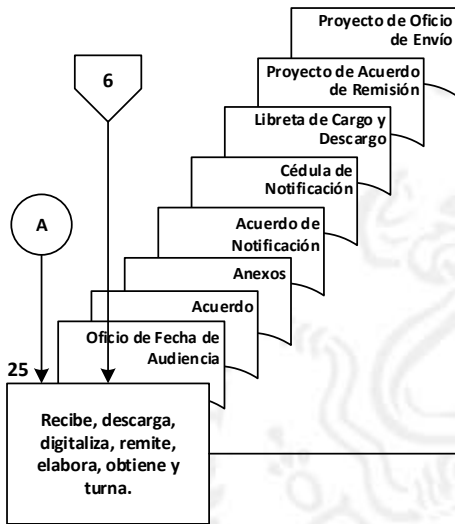 Proyecto de Oficio
de Envío
6
Proyecto de Acuerdo
de Remisión
Libreta de Cargo y
Descargo
Cédula de
Notificación
A
Acuerdo de
Notificación
Anexos
Acuerdo
Oficio de Fecha de
Audiencia
25
Recibe, descarga,
digitaliza, remite,
elabora, obtiene y
turna.